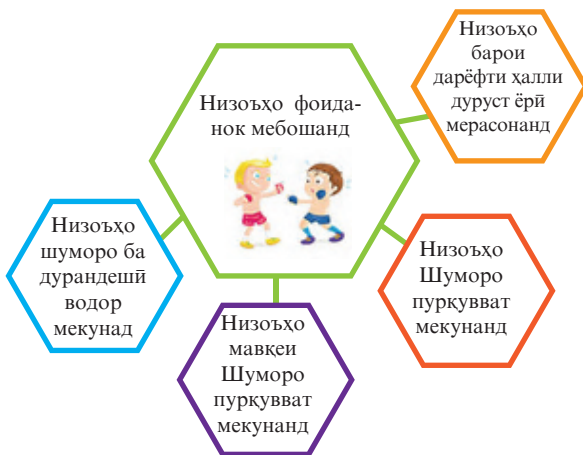 Низоъҳо фоида-
нок мебошанд
Низоъҳо
барои
дарёфти ҳалли
дуруст ёрӣ
мерасонанд
Низоъҳо
шуморо ба
дурандешӣ
водор
мекунад
Низоъҳо
мавқеи
Шуморо
пурқувват
мекунанд
Низоъҳо
Шуморо
пурқувват
мекунанд